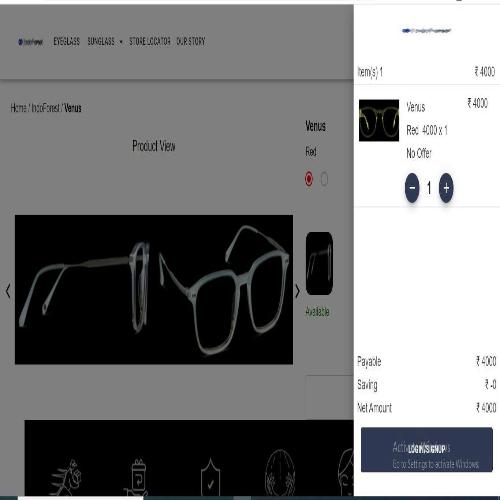 EYEGLASS SUNGLASS STORE LOCATOR OUR STORY
Home / IndoForest / Venus
Product View
Venus
Red
Available
Item(s) 1 ₹ 4000
Venus ₹ 4000
Red 4000 x 1
No Offer
− 1 +
Payable ₹ 4000
Saving ₹ -0
Net Amount ₹ 4000
LOGIN/SIGNUP
Activate Windows
Go to Settings to activate Windows.